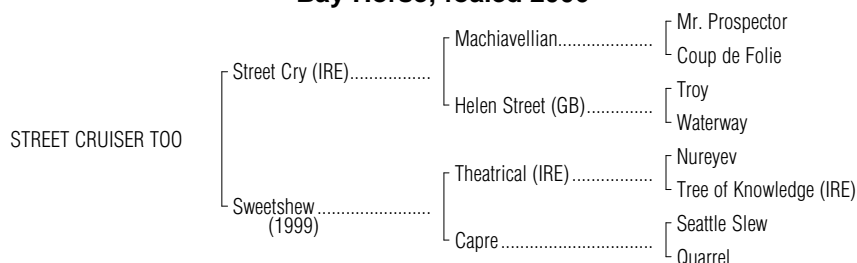 Bay Horse, foaled
Mr. Prospector
Machiavellian....................
Coup de Folie
Street Cry (IRE)..................
Troy
Helen Street (GB)..............
Waterway
STREET CRUISER TOO
Nureyev
Theatrical (IRE).................
Tree of Knowledge (IRE)
Sweetshew.........................
(1999)
Seattle Slew
Capre................................
Quarrel